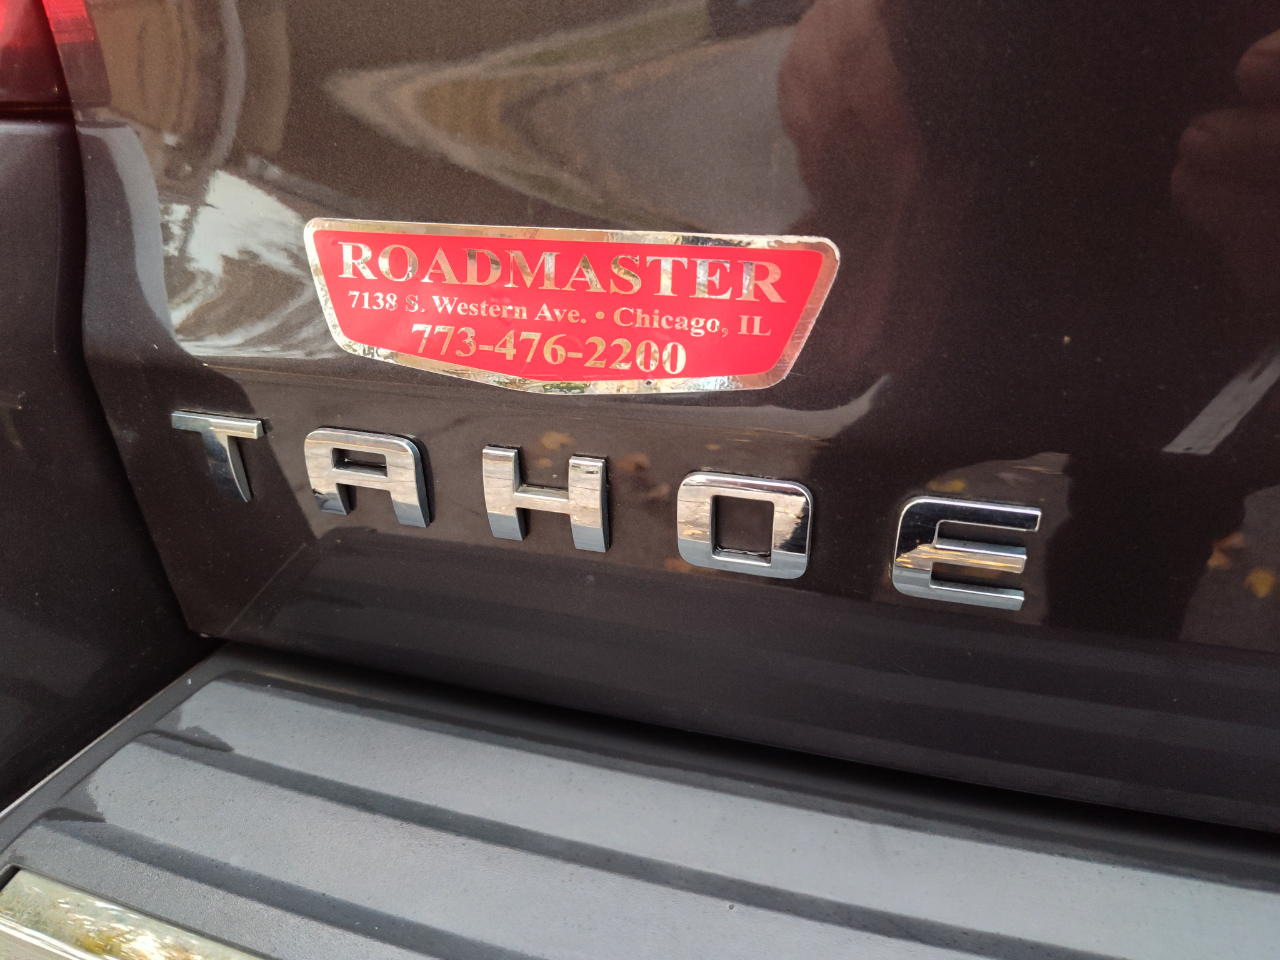 ROADMASTER
7138 S. Western Ave. • Chicago, IL
773-476-2200
TAHOE